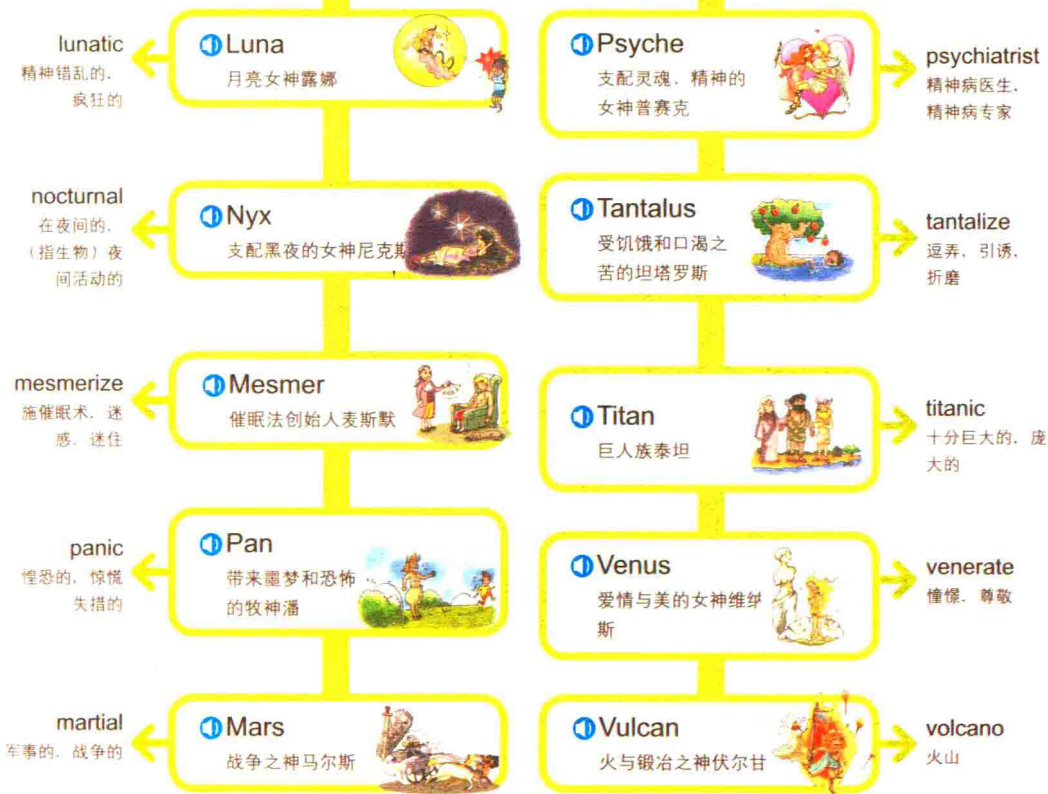 lunatic
精神错乱的、
疯狂的
Luna
月亮女神露娜
nocturnal
在夜间的、
（指生物）夜
间活动的
Nyx
支配黑夜的女神尼克斯
mesmerize
施催眠术、迷
惑、迷住
Mesmer
催眠法创始人麦斯默
panic
惶恐的、惊慌
失措的
Pan
带来噩梦和恐怖
的牧神潘
martial
军事的、战争的
Mars
战争之神马尔斯
Psyche
支配灵魂、精神的
女神普赛克
psychiatrist
精神病医生、
精神病专家
Tantalus
受饥饿和口渴之
苦的坦塔罗斯
tantalize
逗弄、引诱、
折磨
Titan
巨人族泰坦
titanic
十分巨大的、庞
大的
Venus
爱情与美的女神维纳
斯
venerate
憧憬、尊敬
Vulcan
火与锻冶之神伏尔甘
volcano
火山